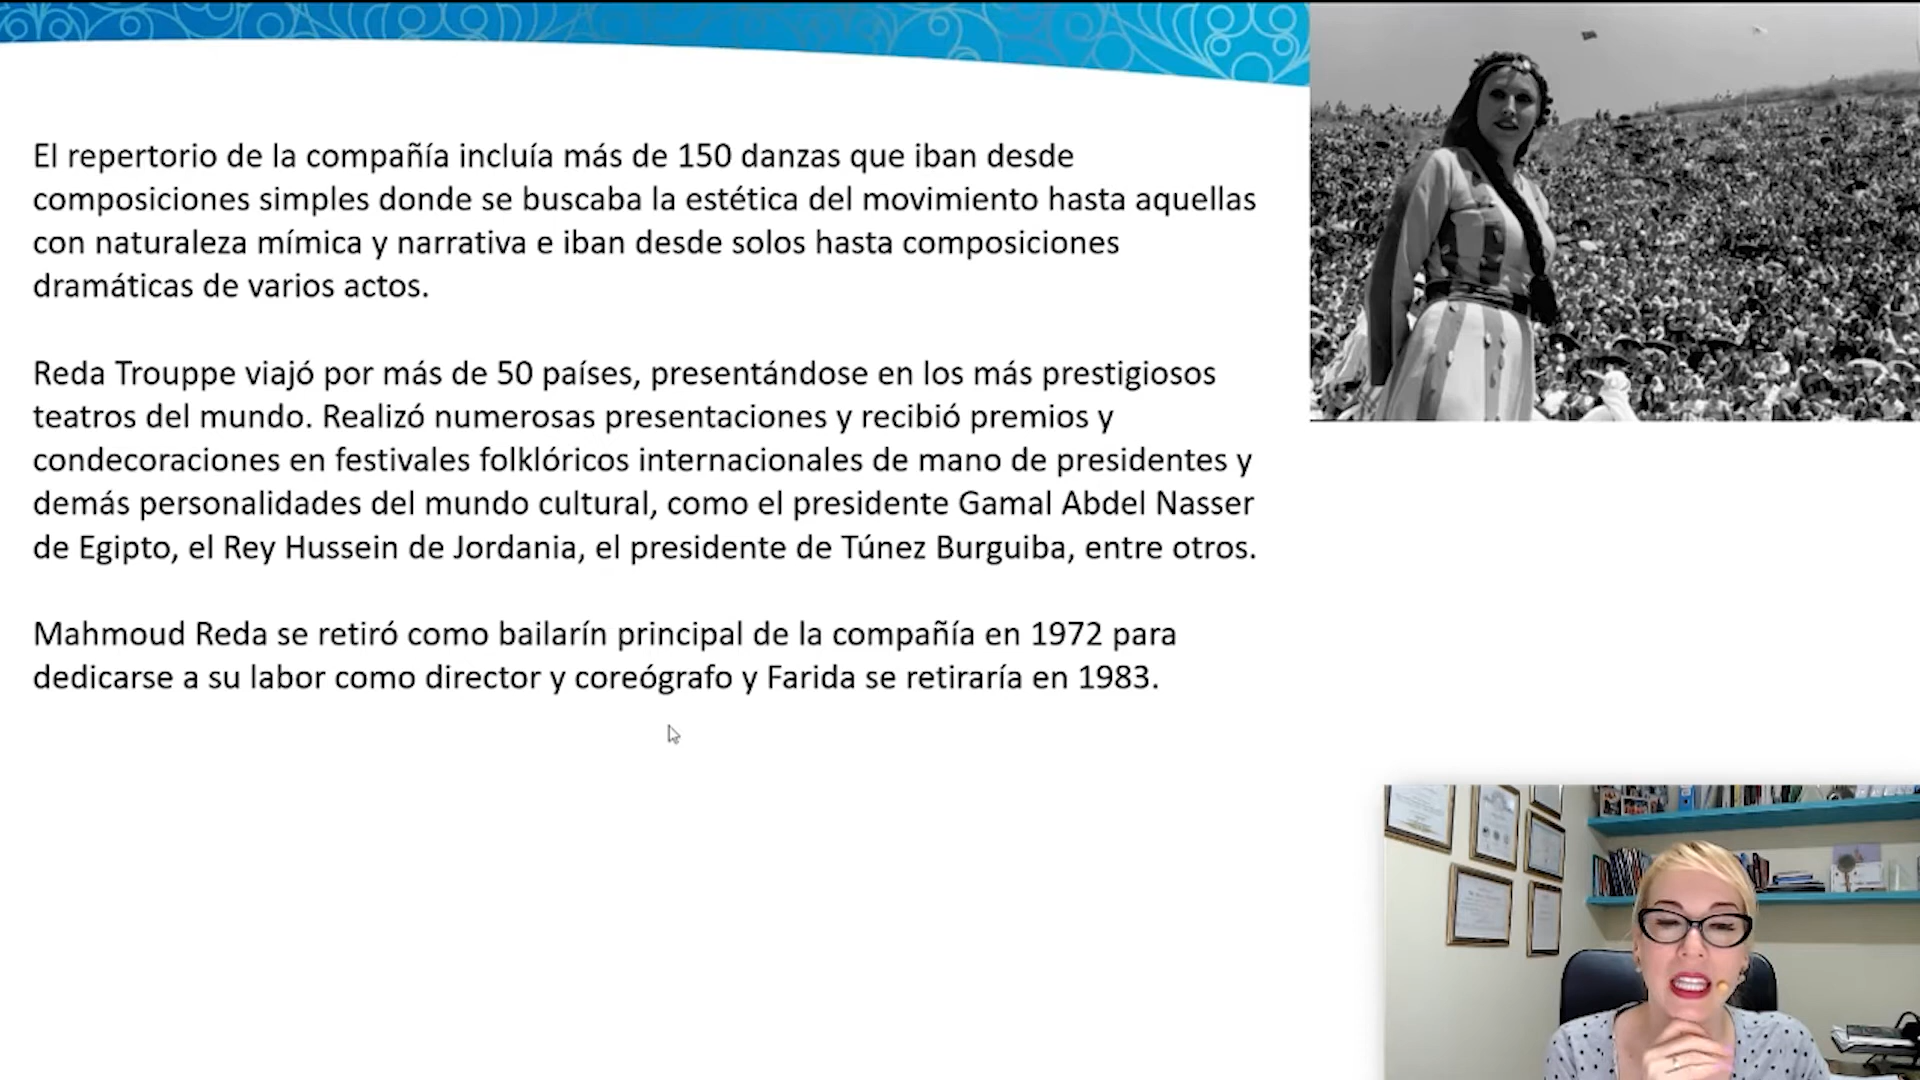 El repertorio de la compañía incluía más de 150 danzas que iban desde
composiciones simples donde se buscaba la estética del movimiento hasta aquellas
con naturaleza mímica y narrativa e iban desde solos hasta composiciones
dramáticas de varios actos.
Reda Trouppe viajó por más de 50 países, presentándose en los más prestigiosos
teatros del mundo. Realizó numerosas presentaciones y recibió premios y
condecoraciones en festivales folklóricos internacionales de mano de presidentes y
demás personalidades del mundo cultural, como el presidente Gamal Abdel Nasser
de Egipto, el Rey Hussein de Jordania, el presidente de Túnez Burguiba, entre otros.
Mahmoud Reda se retiró como bailarín principal de la compañía en 1972 para
dedicarse a su labor como director y coreógrafo y Farida se retiraría en 1983.